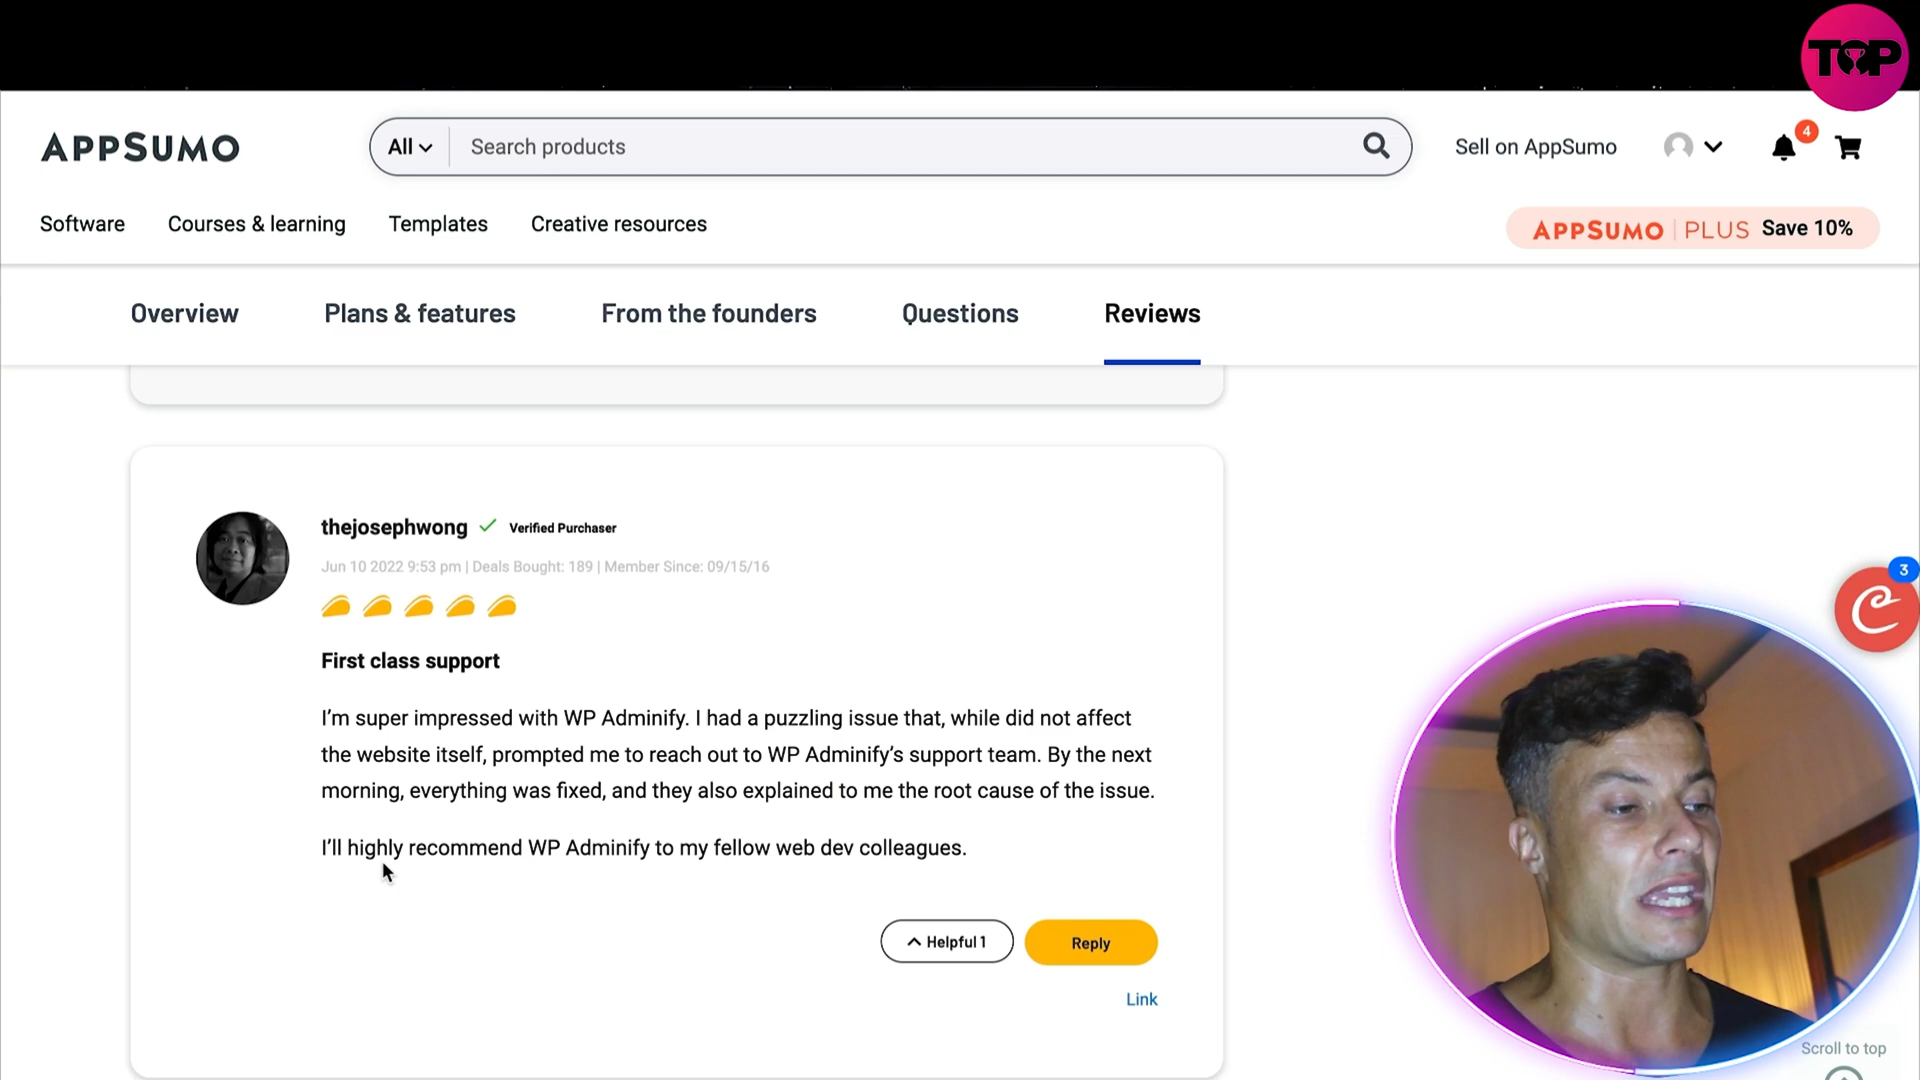 TOP
APPSUMO
All
Search products
Sell on AppSumo
4
Software
Courses & learning
Templates
Creative resources
APPSUMO | PLUS Save 10%
Overview
Plans & features
From the founders
Questions
Reviews
thejosephwong
Verified Purchaser
Jun 10 2022 9:53 pm | Deals Bought: 189 | Member Since: 09/15/16
First class support
I'm super impressed with WP Adminify. I had a puzzling issue that, while did not affect
the website itself, prompted me to reach out to WP Adminify's support team. By the next
morning, everything was fixed, and they also explained to me the root cause of the issue.
I'll highly recommend WP Adminify to my fellow web dev colleagues.
Helpful 1
Reply
Link
3
Scroll to top